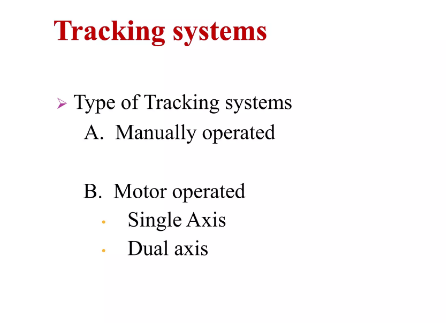 Tracking systems
➢ Type of Tracking systems
A. Manually operated
B. Motor operated
• Single Axis
• Dual axis